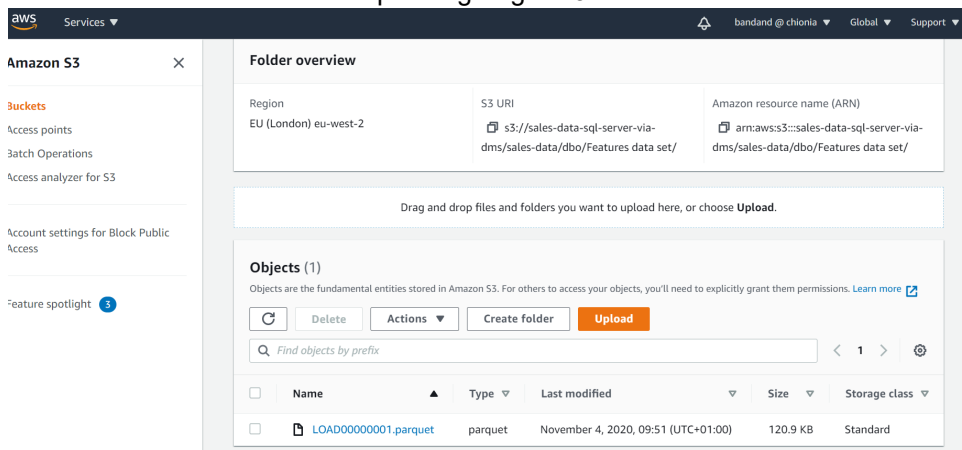 aws Services ▼ bandand @ chionia ▼ Global ▼ Support ▼
Amazon S3 ×
Buckets
Access points
Batch Operations
Access analyzer for S3
Account settings for Block Public
Access
Feature spotlight 3
Folder overview
Region
EU (London) eu-west-2
S3 URI
s3://sales-data-sql-server-via-
dms/sales-data/dbo/Features data set/
Amazon resource name (ARN)
arn:aws:s3:::sales-data-sql-server-via-
dms/sales-data/dbo/Features data set/
Drag and drop files and folders you want to upload here, or choose Upload.
Objects (1)
Objects are the fundamental entities stored in Amazon S3. For others to access your objects, you'll need to explicitly grant them permissions. Learn more
Delete Actions ▼ Create folder Upload
Find objects by prefix < 1 >
Name ▲ Type ▽ Last modified ▽ Size ▽ Storage class ▽
LOAD00000001.parquet parquet November 4, 2020, 09:51 (UTC+01:00) 120.9 KB Standard